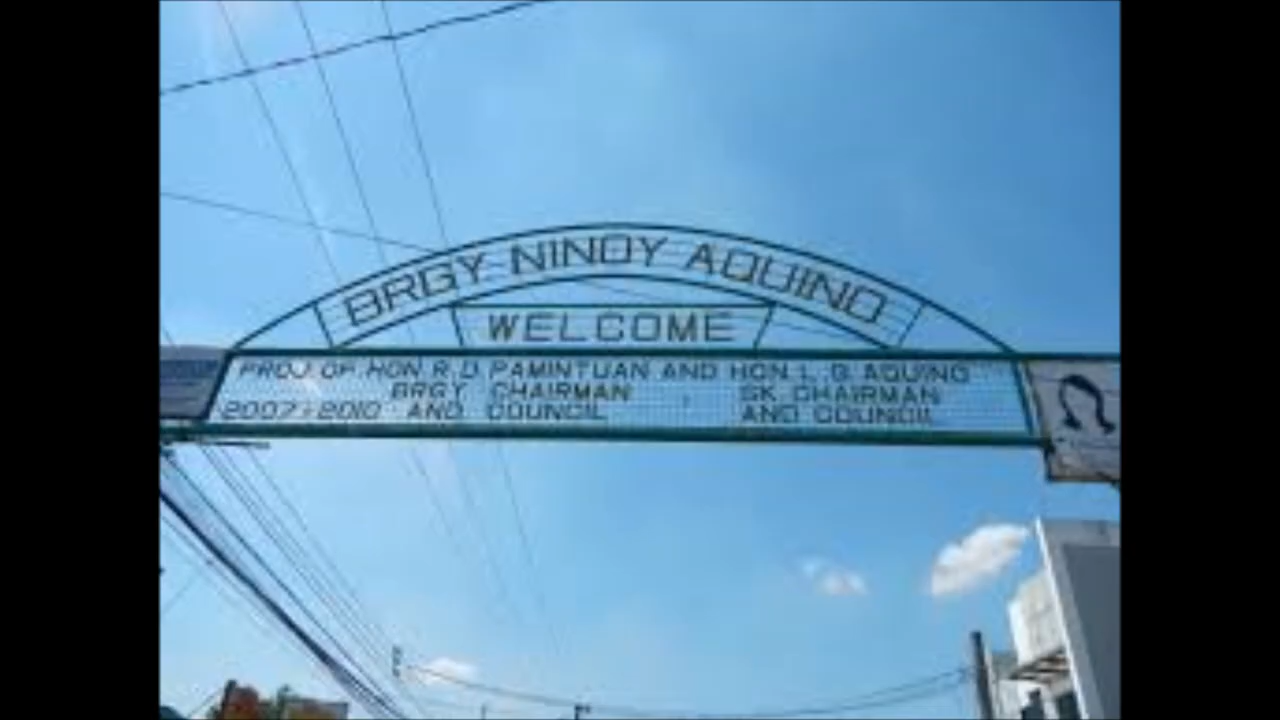 BRGY NINOY AQUINO
WELCOME
PROJ. OF HON. R.D. PAMINTUAN AND HON. L.G. AQUINO
BRGY CHAIRMAN SK CHAIRMAN
2007-2010 AND COUNCIL AND COUNCIL